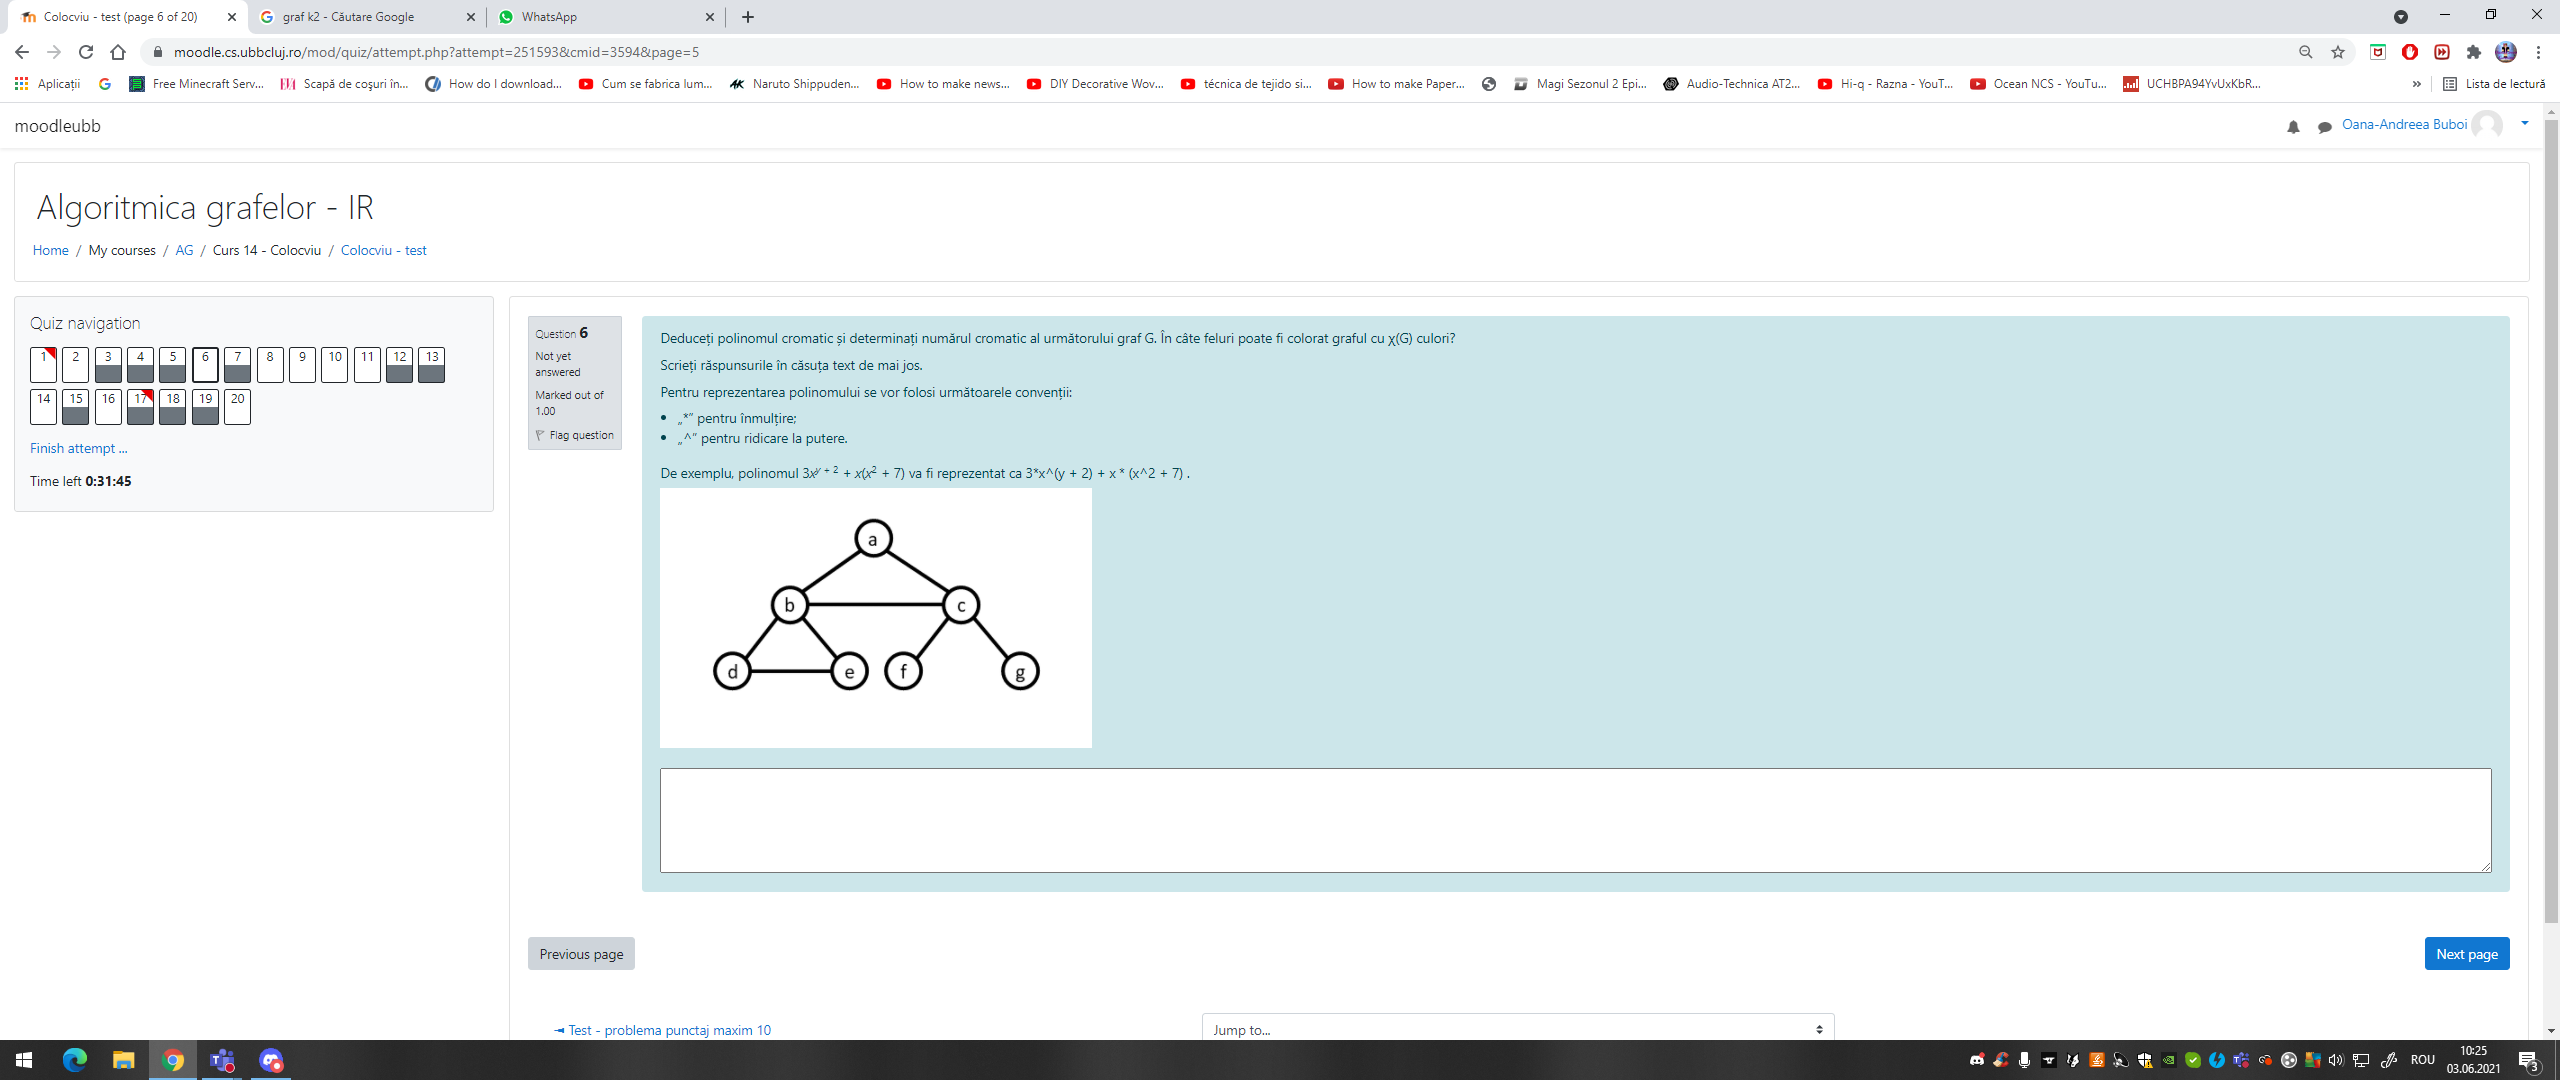 Colocviu - test (page 6 of 20)
graf k2 - Căutare Google
WhatsApp
moodle.cs.ubbcluj.ro/mod/quiz/attempt.php?attempt=251593&cmid=3594&page=5
Aplicații
Free Minecraft Serv...
Scapă de coșuri în...
How do I download...
Cum se fabrica lum...
Naruto Shippuden...
How to make news...
DIY Decorative Wov...
técnica de tejido si...
How to make Paper...
Magi Sezonul 2 Epi...
Audio-Technica AT2...
Hi-q - Razna - YouT...
Ocean NCS - YouTu...
UCHBPA94YvUxKbR...
»
Lista de lectură
moodleubb
Oana-Andreea Buboi
Algoritmica grafelor - IR
Home / My courses / AG / Curs 14 - Colocviu / Colocviu - test
Quiz navigation
1 2 3 4 5 6 7 8 9 10 11 12 13
14 15 16 17 18 19 20
Finish attempt ...
Time left 0:31:45
Question 6
Not yet
answered
Marked out of
1.00
Flag question
Deduceți polinomul cromatic și determinați numărul cromatic al următorului graf G. În câte feluri poate fi colorat graful cu χ(G) culori?
Scrieți răspunsurile în căsuța text de mai jos.
Pentru reprezentarea polinomului se vor folosi următoarele convenții:
• „*” pentru înmulțire;
• „^” pentru ridicare la putere.
De exemplu, polinomul 3x^{y + 2} + x(x² + 7) va fi reprezentat ca 3*x^(y + 2) + x * (x^2 + 7) .
a
b c
d e f g
Previous page
Next page
◄ Test - problema punctaj maxim 10
Jump to...
ROU
10:25
03.06.2021
3